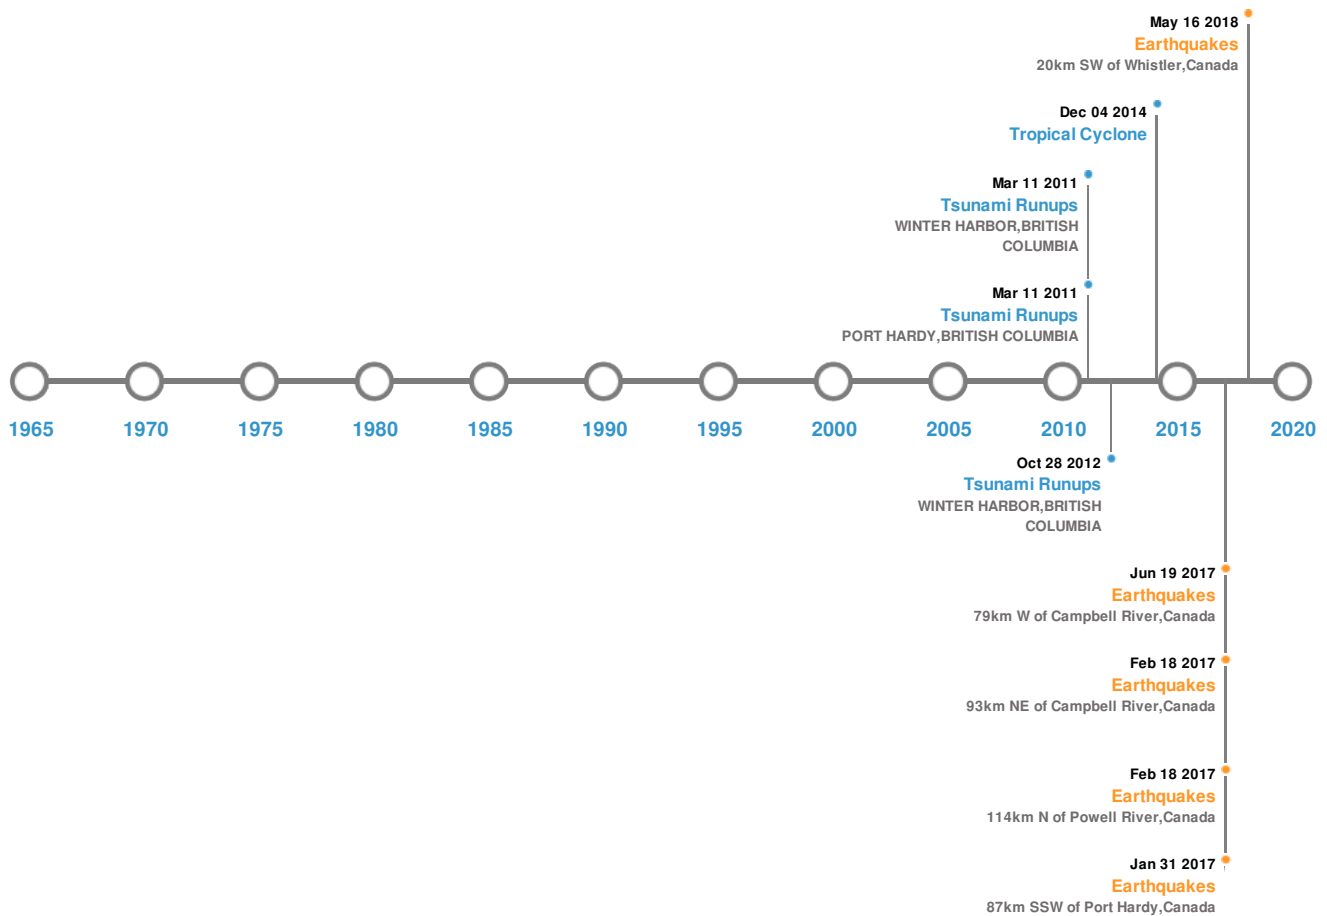 May 16 2018
Earthquakes
20km SW of Whistler,Canada
Dec 04 2014
Tropical Cyclone
Mar 11 2011
Tsunami Runups
WINTER HARBOR,BRITISH
COLUMBIA
Mar 11 2011
Tsunami Runups
PORT HARDY,BRITISH COLUMBIA
1965
1970
1975
1980
1985
1990
1995
2000
2005
2010
2015
2020
Oct 28 2012
Tsunami Runups
WINTER HARBOR,BRITISH
COLUMBIA
Jun 19 2017
Earthquakes
79km W of Campbell River,Canada
Feb 18 2017
Earthquakes
93km NE of Campbell River,Canada
Feb 18 2017
Earthquakes
114km N of Powell River,Canada
Jan 31 2017
Earthquakes
87km SSW of Port Hardy,Canada